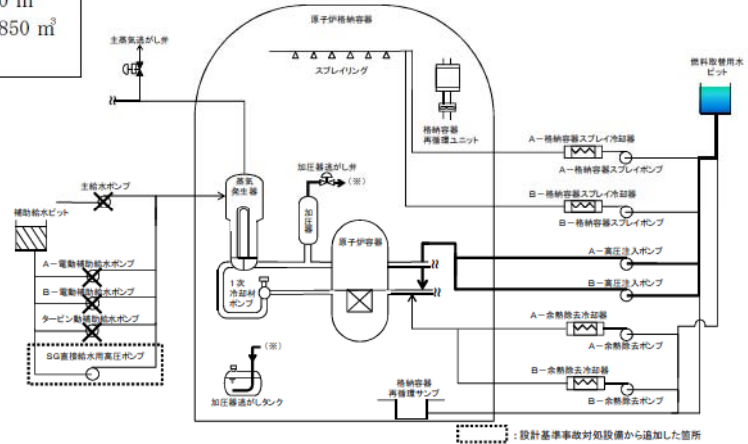 850 m³
主蒸気逃がし弁
原子炉格納容器
スプレイリング
燃料取替用水
ピット
格納容器
再循環ユニット
A-格納容器スプレイ冷却器
A-格納容器スプレイポンプ
加圧器逃がし弁
(※)
蒸気
発生器
主給水ポンプ
B-格納容器スプレイ冷却器
B-格納容器スプレイポンプ
補助給水ピット
加圧器
原子炉容器
A-高圧注入ポンプ
A-電動補助給水ポンプ
1次
冷却材
ポンプ
B-高圧注入ポンプ
B-電動補助給水ポンプ
A-余熱除去冷却器
タービン動補助給水ポンプ
A-余熱除去ポンプ
SG直接給水用高圧ポンプ
(※)
B-余熱除去冷却器
格納容器
再循環サンプ
加圧器逃がしタンク
B-余熱除去ポンプ
:設計基準事故対処設備から追加した箇所